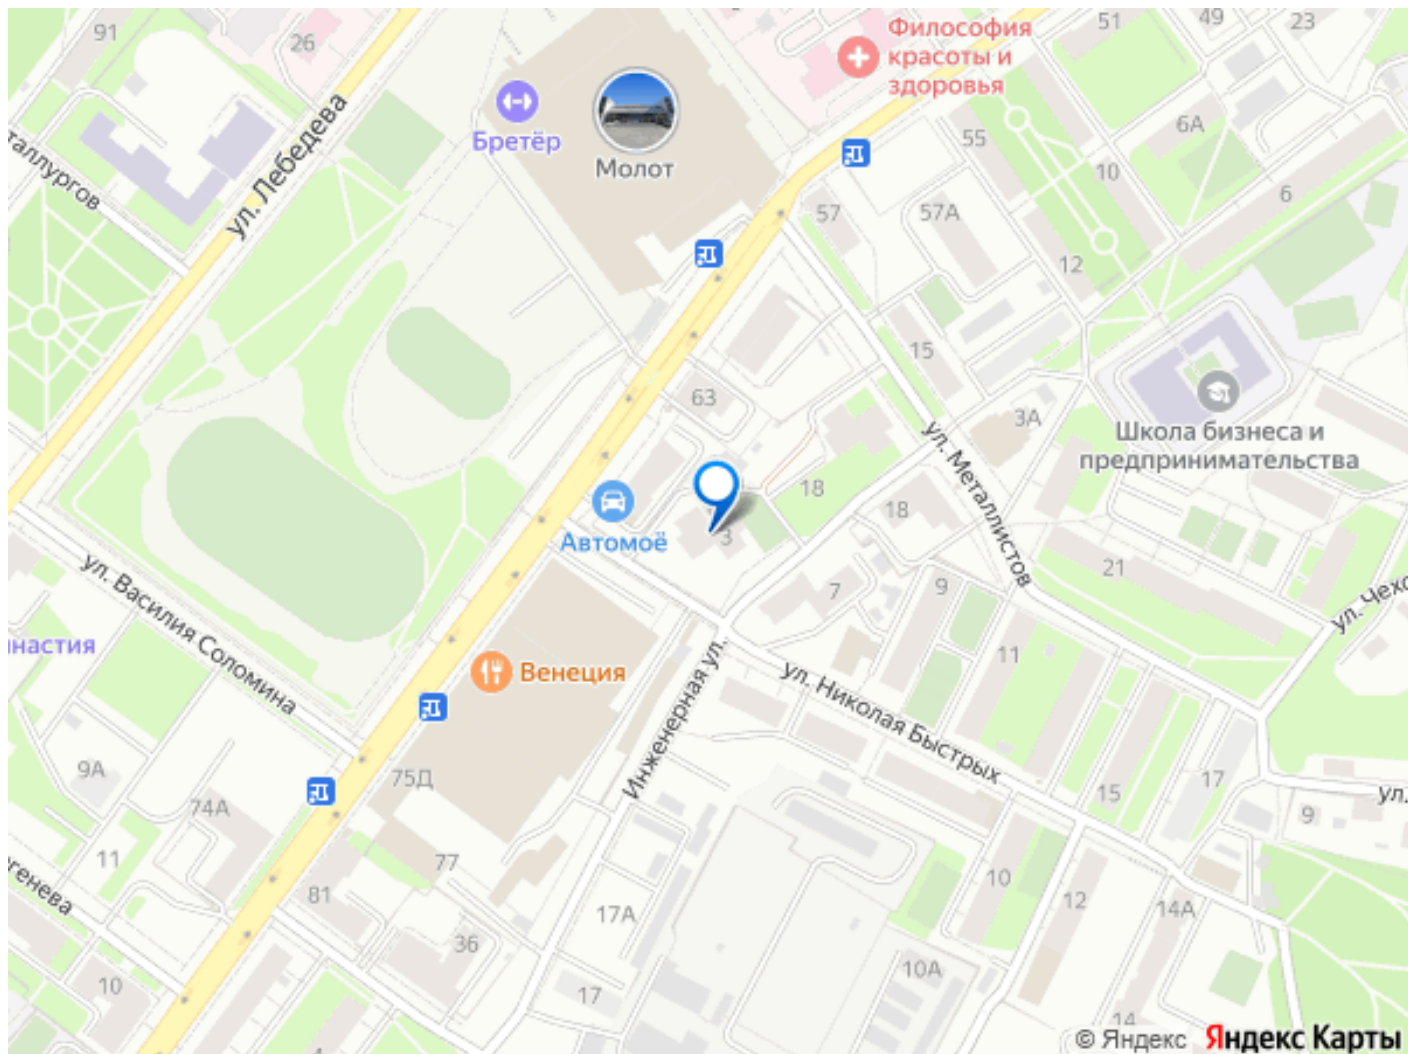 91
26
ул. Лебедева
таллургов
Бретёр
Молот
Философия
красоты и
здоровья
51
49
23
55
6А
10
6
57
57А
12
15
63
3А
Школа бизнеса и
предпринимательства
ул. Металлистов
18
18
Автомоё
3
7
9
21
ул. Чехо
ул. Василия Соломина
настия
Венеция
11
ул. Николая Быстрых
Инженерная ул.
9А
75Д
74А
15
17
9
ул.
11
77
генева
81
17А
36
10
12
14А
10
17
10А
14
© Яндекс Яндекс Карты